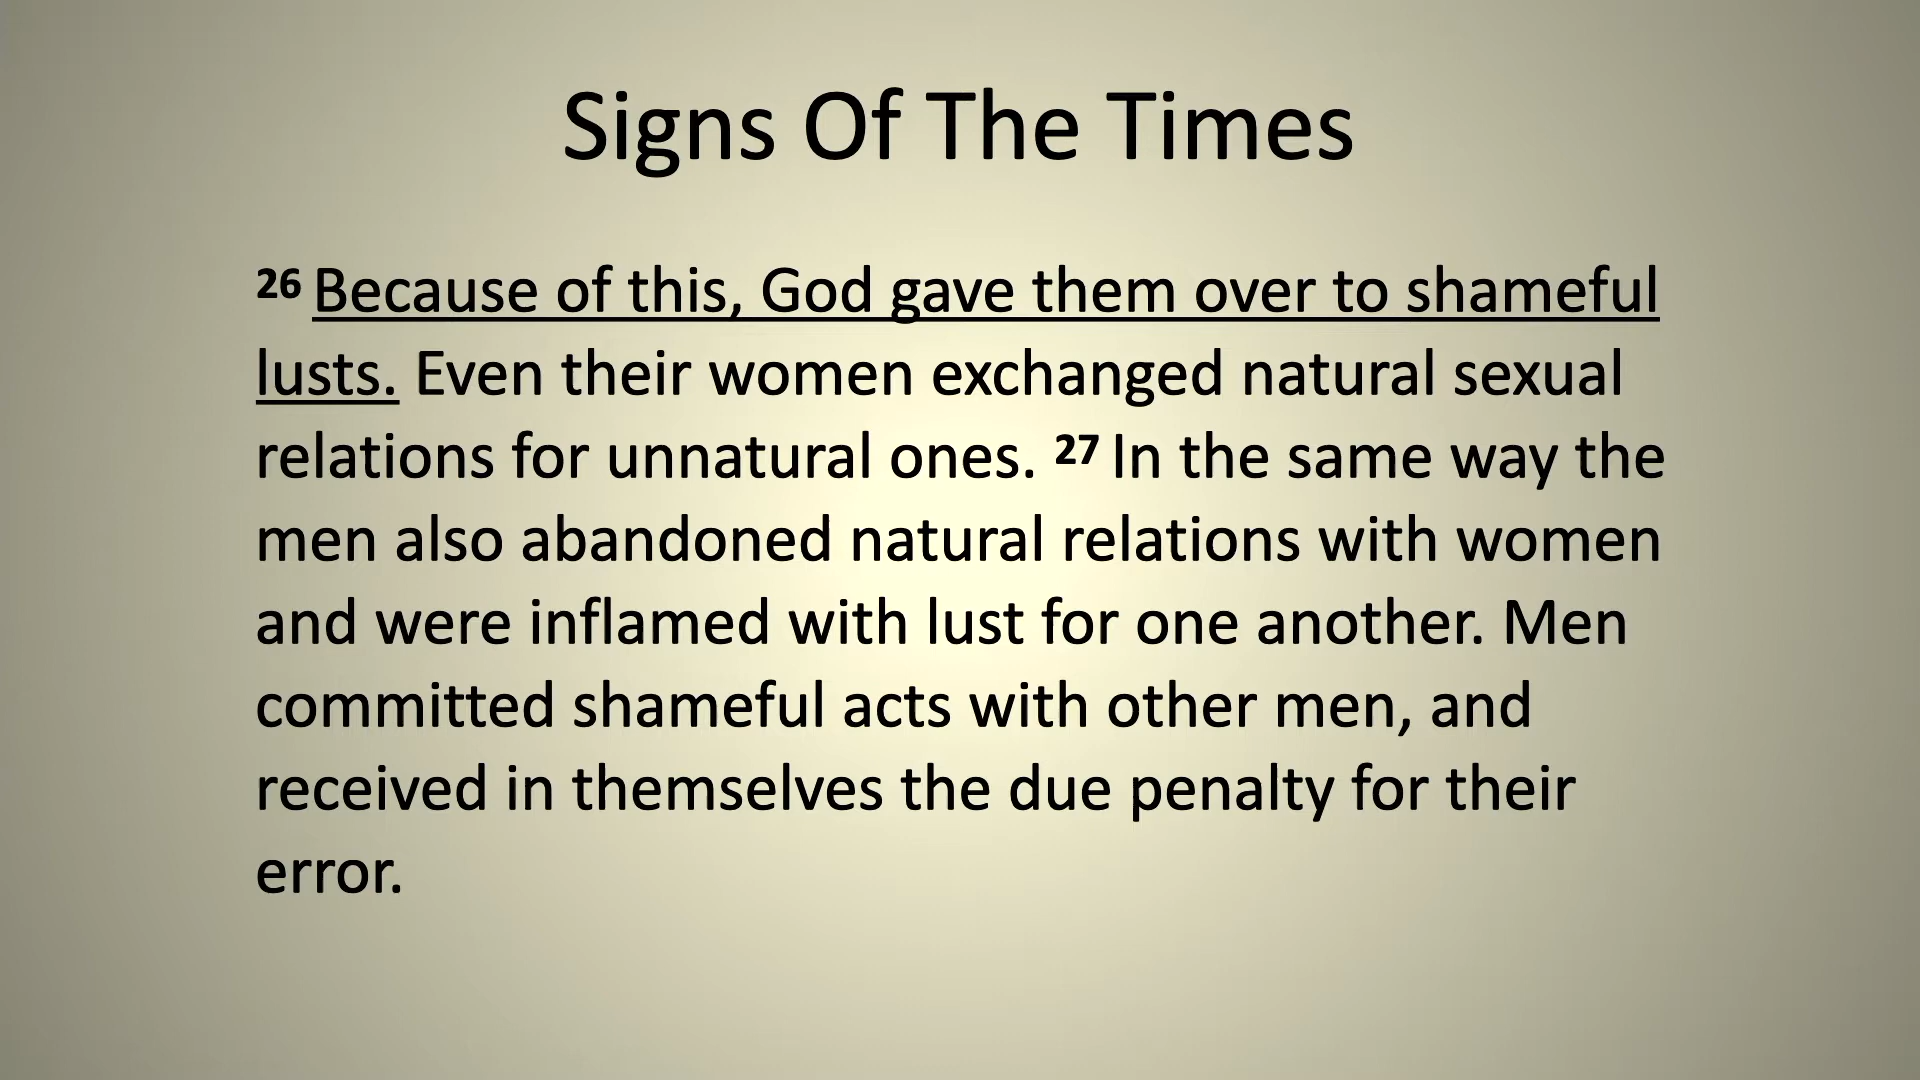 Signs Of The Times
26 Because of this, God gave them over to shameful
lusts. Even their women exchanged natural sexual
relations for unnatural ones. 27 In the same way the
men also abandoned natural relations with women
and were inflamed with lust for one another. Men
committed shameful acts with other men, and
received in themselves the due penalty for their
error.